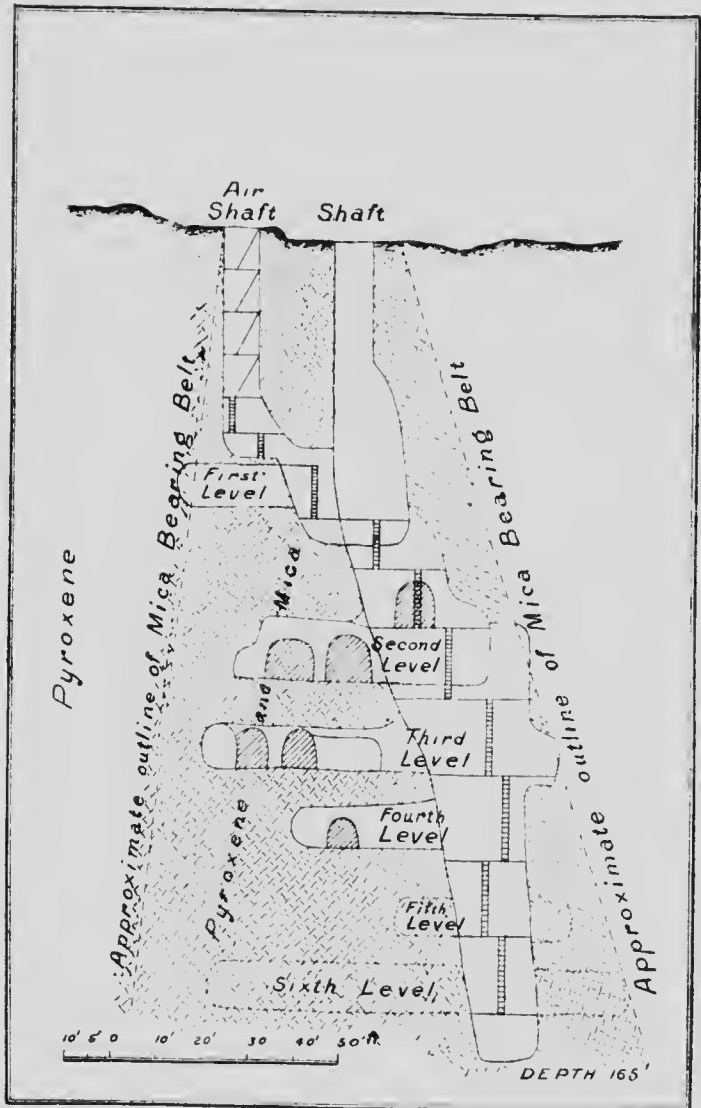 Air
Shaft
Shaft
Approximate outline of Mica Bearing Belt
Approximate outline of Mica Bearing Belt
First
Level
Pyroxene
Pyroxene and Mica
Second
Level
Third
Level
Fourth
Level
Fifth
Level
Sixth Level
10' 5' 0 10' 20' 30 40' 50 ft.
DEPTH 165'